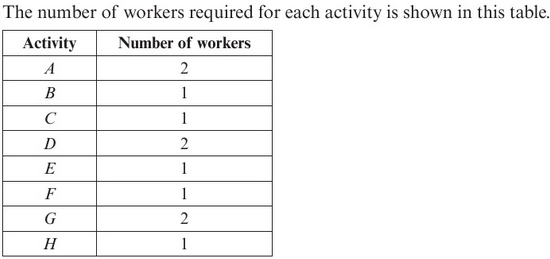 The number of workers required for each activity is shown in this table.
Activity Number of workers
A 2
B 1
C 1
D 2
E 1
F 1
G 2
H 1